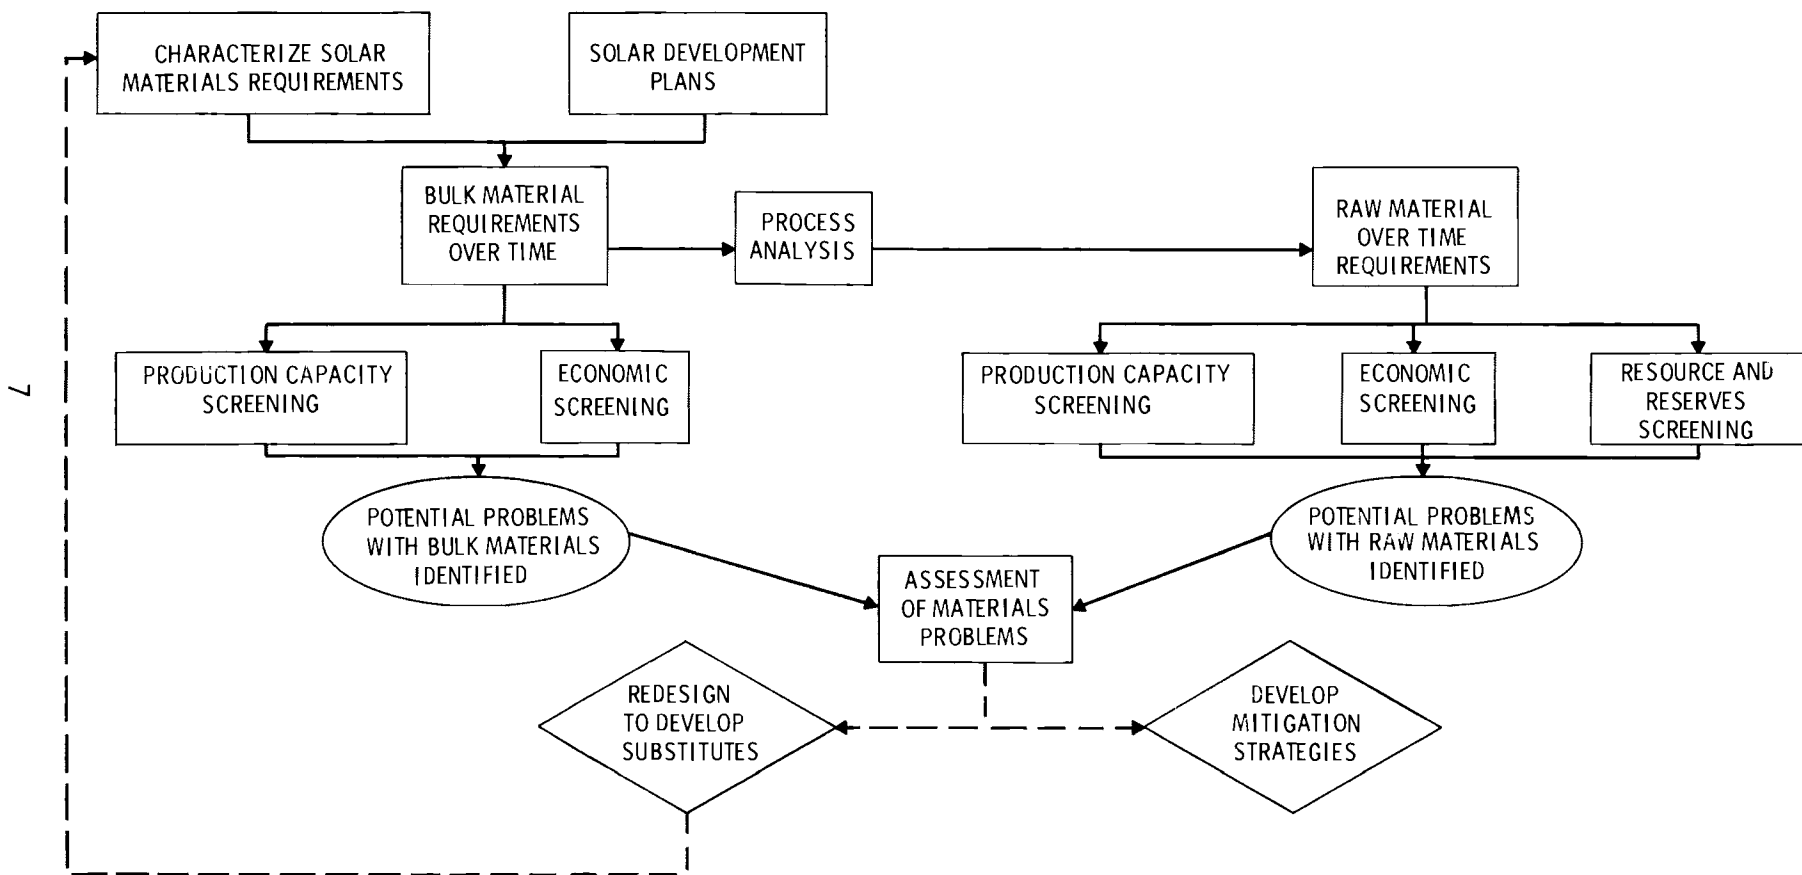 CHARACTERIZE SOLAR
MATERIALS REQUIREMENTS
SOLAR DEVELOPMENT
PLANS
BULK MATERIAL
REQUIREMENTS
OVER TIME
PROCESS
ANALYSIS
RAW MATERIAL
OVER TIME
REQUIREMENTS
PRODUCTION CAPACITY
SCREENING
ECONOMIC
SCREENING
PRODUCTION CAPACITY
SCREENING
ECONOMIC
SCREENING
RESOURCE AND
RESERVES
SCREENING
7
POTENTIAL PROBLEMS
WITH BULK MATERIALS
IDENTIFIED
POTENTIAL PROBLEMS
WITH RAW MATERIALS
IDENTIFIED
ASSESSMENT
OF MATERIALS
PROBLEMS
REDESIGN
TO DEVELOP
SUBSTITUTES
DEVELOP
MITIGATION
STRATEGIES